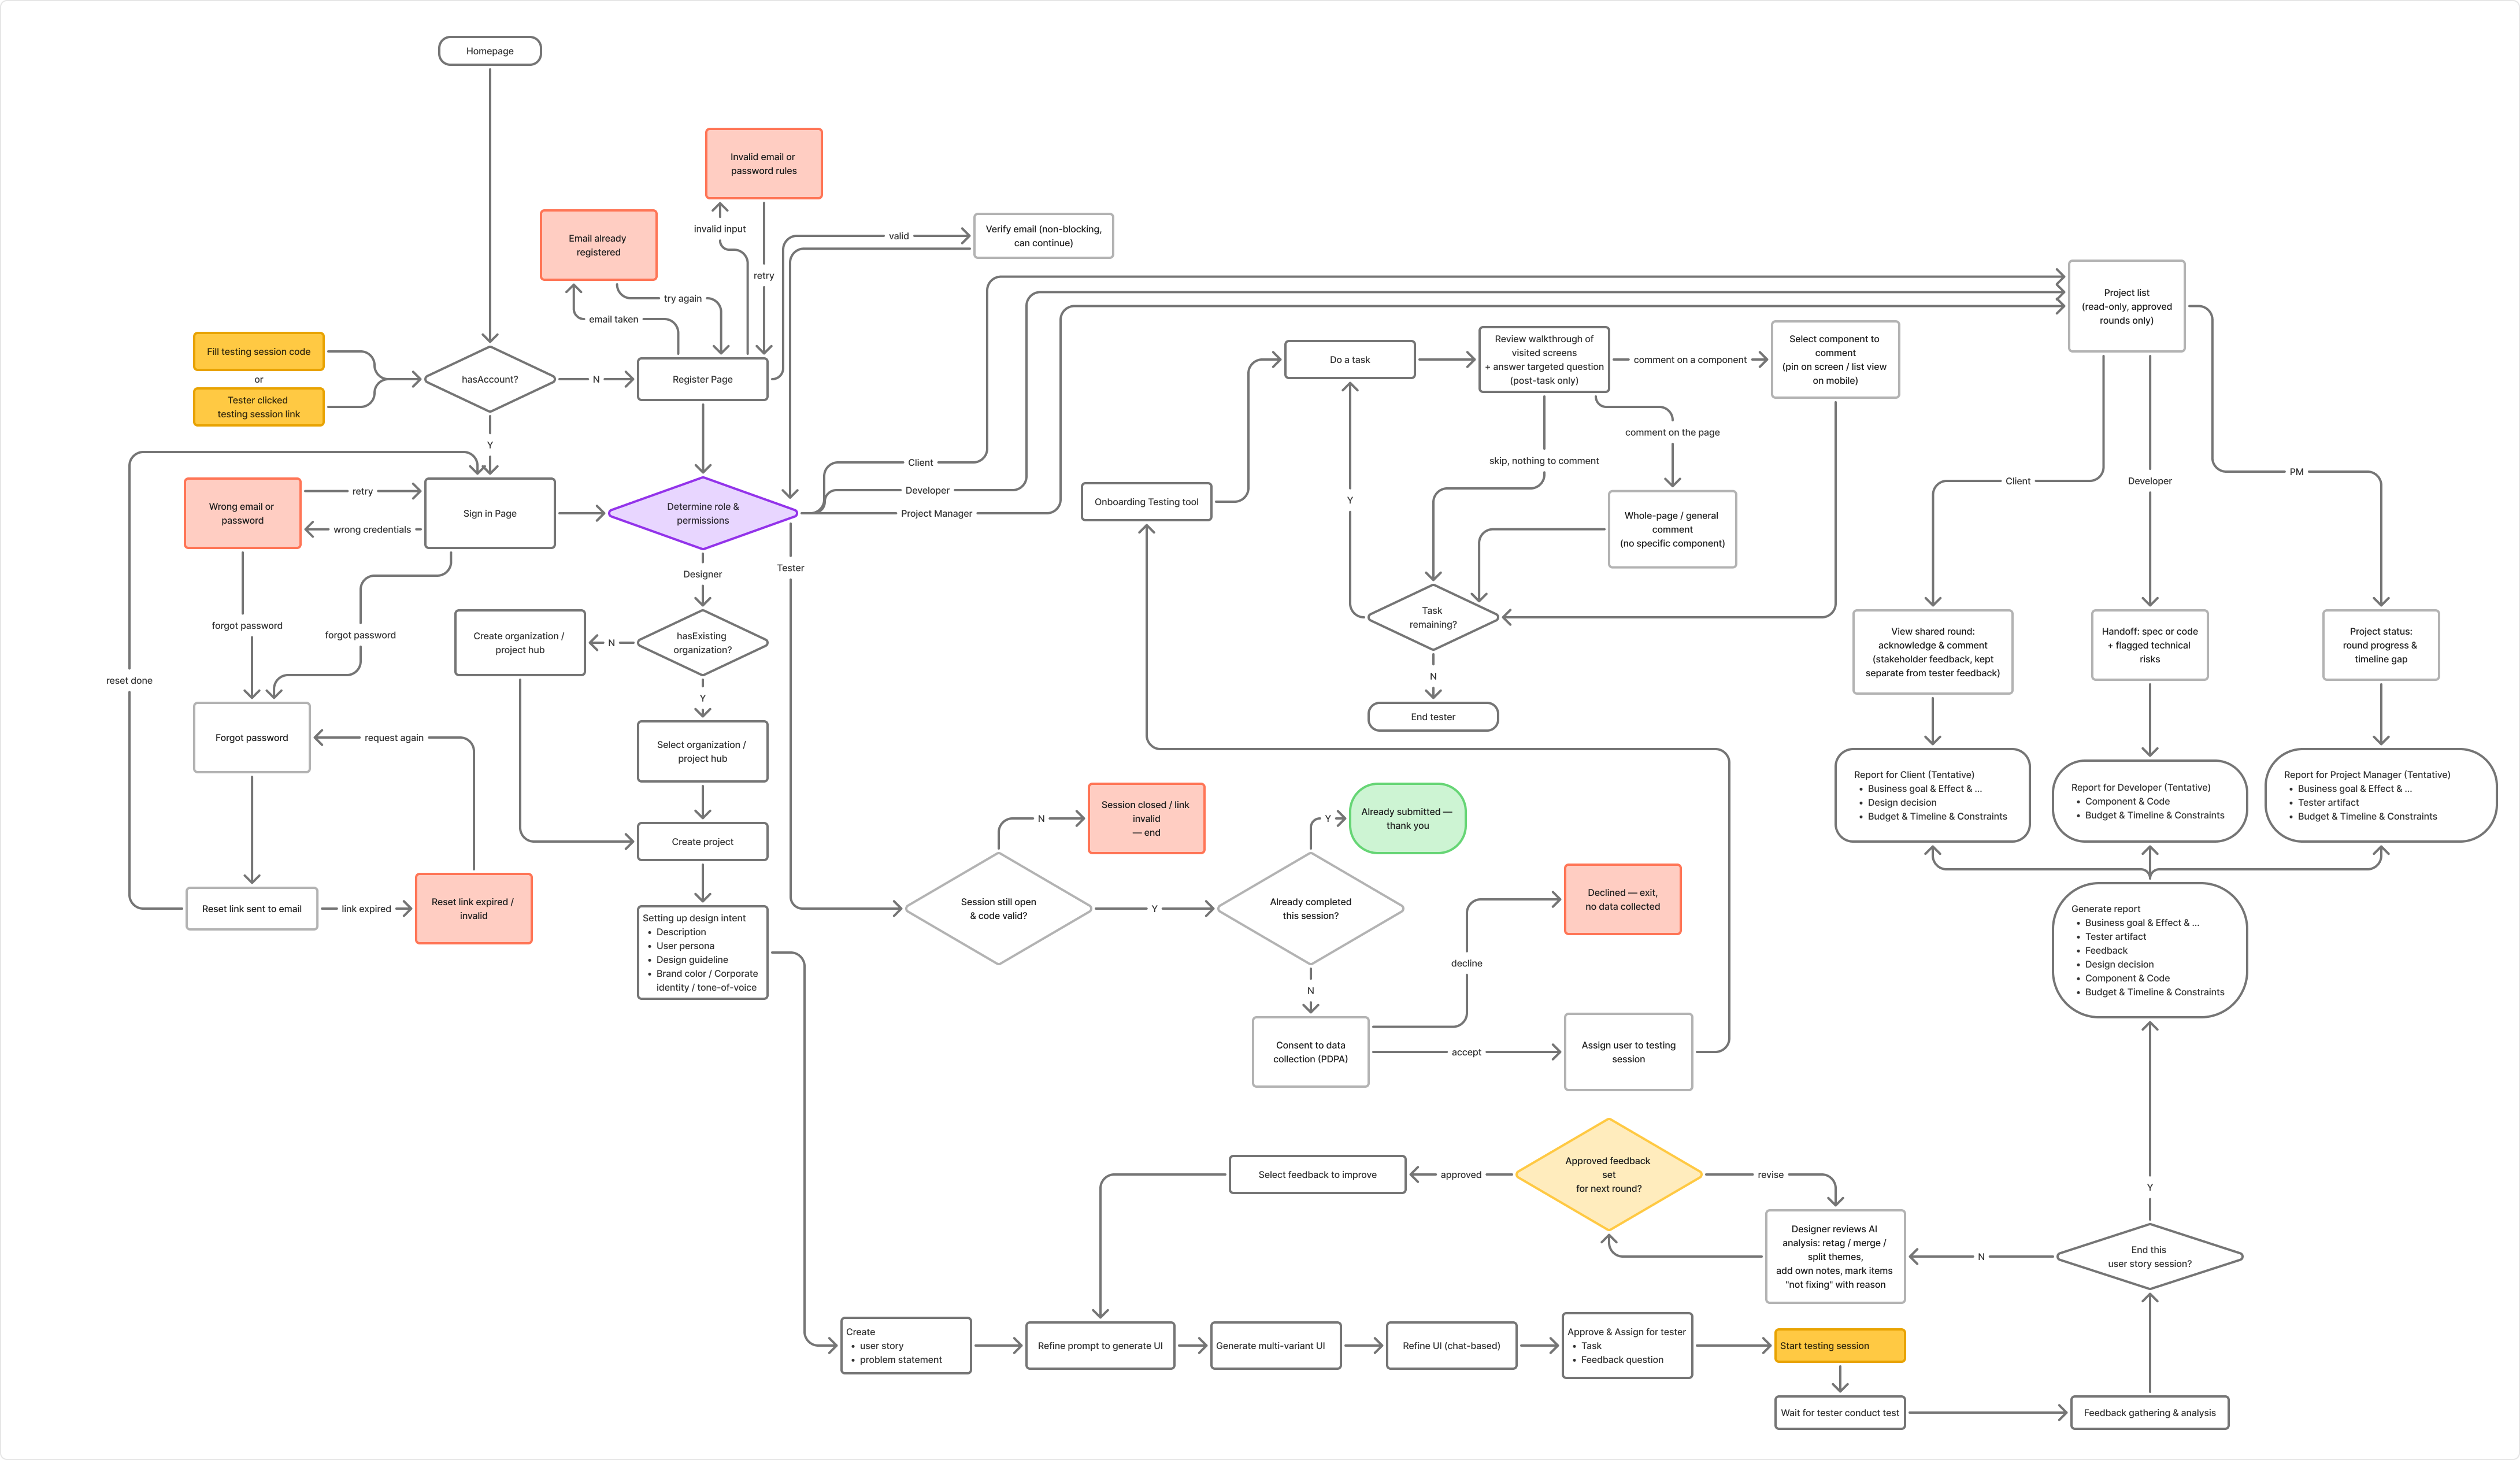 Homepage
Invalid email or
password rules
Email already
registered
invalid input
retry
try again
email taken
valid
Verify email (non-blocking,
can continue)
Fill testing session code
or
Tester clicked
testing session link
hasAccount?
N
Register Page
Y
Wrong email or
password
retry
wrong credentials
Sign in Page
Determine role &
permissions
Client
Developer
Project Manager
Designer
Tester
forgot password
forgot password
reset done
Forgot password
request again
Reset link sent to email
link expired
Reset link expired /
invalid
Create organization /
project hub
N
hasExisting
organization?
Y
Select organization /
project hub
Create project
Setting up design intent
• Description
• User persona
• Design guideline
• Brand color / Corporate
identity / tone-of-voice
Onboarding Testing tool
Do a task
Review walkthrough of
visited screens
+ answer targeted question
(post-task only)
comment on a component
Select component to
comment
(pin on screen / list view
on mobile)
comment on the page
skip, nothing to comment
Whole-page / general
comment
(no specific component)
Y
Task
remaining?
N
End tester
Session still open
& code valid?
N
Session closed / link
invalid
— end
Y
Already completed
this session?
Y
Already submitted —
thank you
N
Consent to data
collection (PDPA)
decline
Declined — exit,
no data collected
accept
Assign user to testing
session
Project list
(read-only, approved
rounds only)
Client
Developer
PM
View shared round:
acknowledge & comment
(stakeholder feedback, kept
separate from tester feedback)
Handoff: spec or code
+ flagged technical
risks
Project status:
round progress &
timeline gap
Report for Client (Tentative)
• Business goal & Effect & ...
• Design decision
• Budget & Timeline & Constraints
Report for Developer (Tentative)
• Component & Code
• Budget & Timeline & Constraints
Report for Project Manager (Tentative)
• Business goal & Effect & ...
• Tester artifact
• Budget & Timeline & Constraints
Generate report
• Business goal & Effect & ...
• Tester artifact
• Feedback
• Design decision
• Component & Code
• Budget & Timeline & Constraints
Y
End this
user story session?
N
Designer reviews AI
analysis: retag / merge /
split themes,
add own notes, mark items
"not fixing" with reason
revise
Approved feedback
set
for next round?
approved
Select feedback to improve
Create
• user story
• problem statement
Refine prompt to generate UI
Generate multi-variant UI
Refine UI (chat-based)
Approve & Assign for tester
• Task
• Feedback question
Start testing session
Wait for tester conduct test
Feedback gathering & analysis